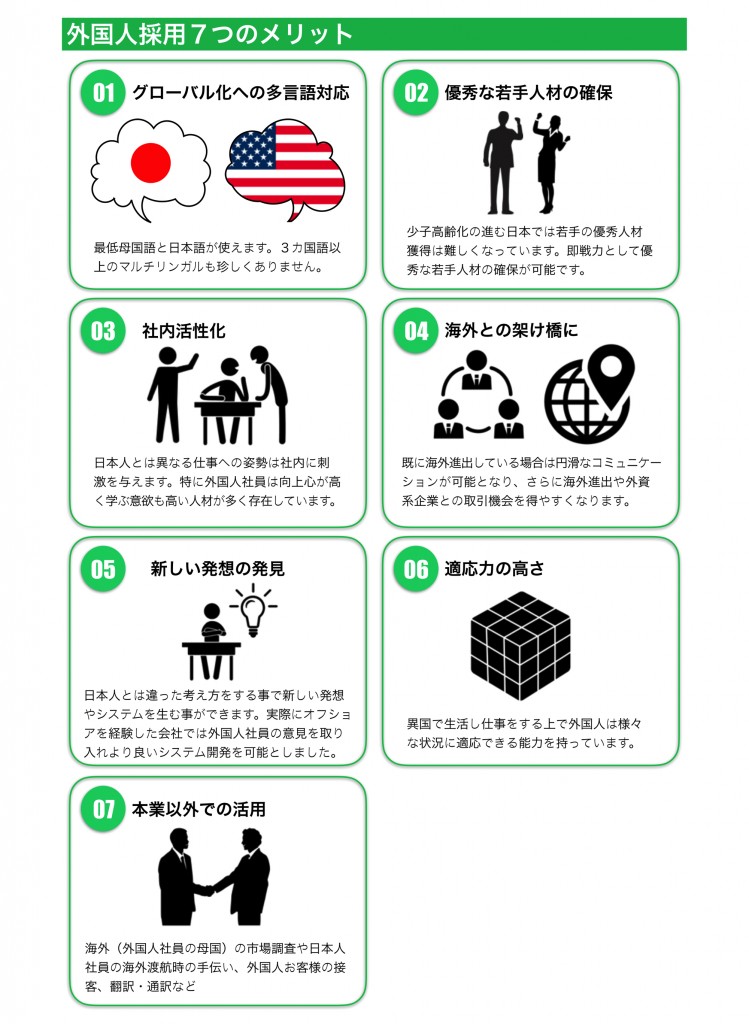 外国人採用７つのメリット
01 グローバル化への多言語対応
最低母国語と日本語が使えます。３カ国語以
上のマルチリンガルも珍しくありません。
02 優秀な若手人材の確保
少子高齢化の進む日本では若手の優秀人材
獲得は難しくなっています。即戦力として優
秀な若手人材の確保が可能です。
03 社内活性化
日本人とは異なる仕事への姿勢は社内に刺
激を与えます。特に外国人社員は向上心が高
く学ぶ意欲も高い人材が多く存在しています。
04 海外との架け橋に
既に海外進出している場合は円滑なコミュニケー
ションが可能となり、さらに海外進出や外資
系企業との取引機会を得やすくなります。
05 新しい発想の発見
日本人とは違った考え方をする事で新しい発想
やシステムを生む事ができます。実際にオフショ
アを経験した会社では外国人社員の意見を取り
入れより良いシステム開発を可能としました。
06 適応力の高さ
異国で生活し仕事をする上で外国人は様々
な状況に適応できる能力を持っています。
07 本業以外での活用
海外（外国人社員の母国）の市場調査や日本人
社員の海外渡航時の手伝い、外国人お客様の接
客、翻訳・通訳など